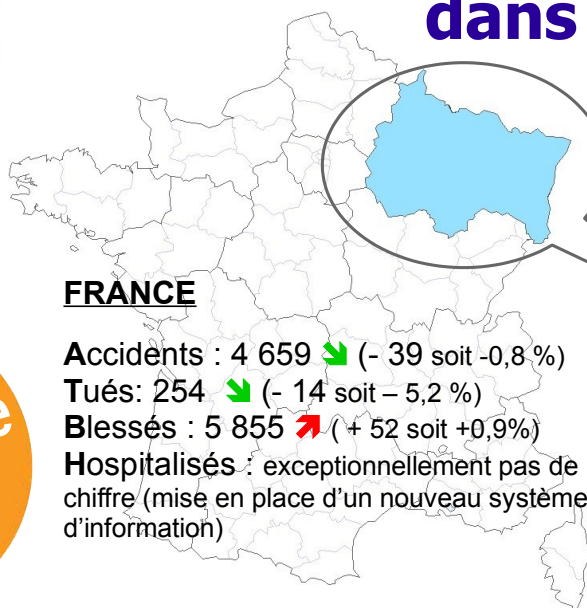 dans
FRANCE
Accidents : 4 659 (- 39 soit -0,8 %)
Tués: 254 (- 14 soit – 5,2 %)
Blessés : 5 855 ( + 52 soit +0,9%)
Hospitalisés : exceptionnellement pas de
chiffre (mise en place d’un nouveau système
d’information)
e